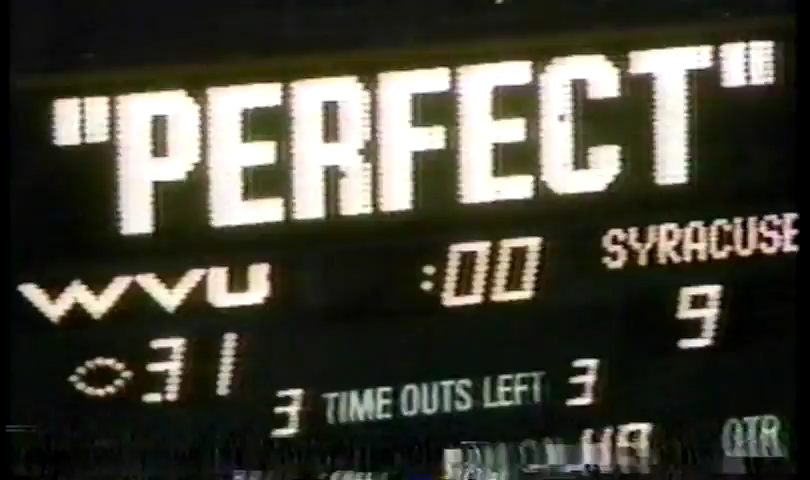 "PERFECT"
WVU :00 SYRACUSE
31 9
3 TIME OUTS LEFT 3
QTR